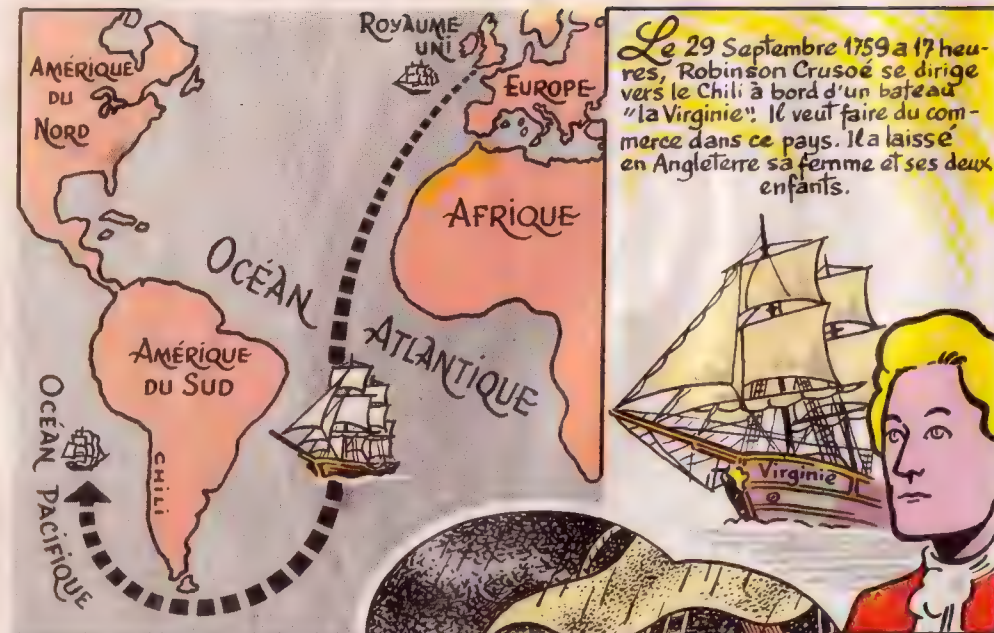 ROYAUME
UNI
AMÉRIQUE
DU
NORD
EUROPE
AFRIQUE
OCÉAN
ATLANTIQUE
AMÉRIQUE
DU SUD
CHILI
OCÉAN PACIFIQUE
Le 29 Septembre 1759 a 17 heu-
res, Robinson Crusoé se dirige
vers le Chili à bord d'un bateau
"la Virginie". Il veut faire du com-
merce dans ce pays. Il a laissé
en Angleterre sa femme et ses deux
enfants.
Virginie